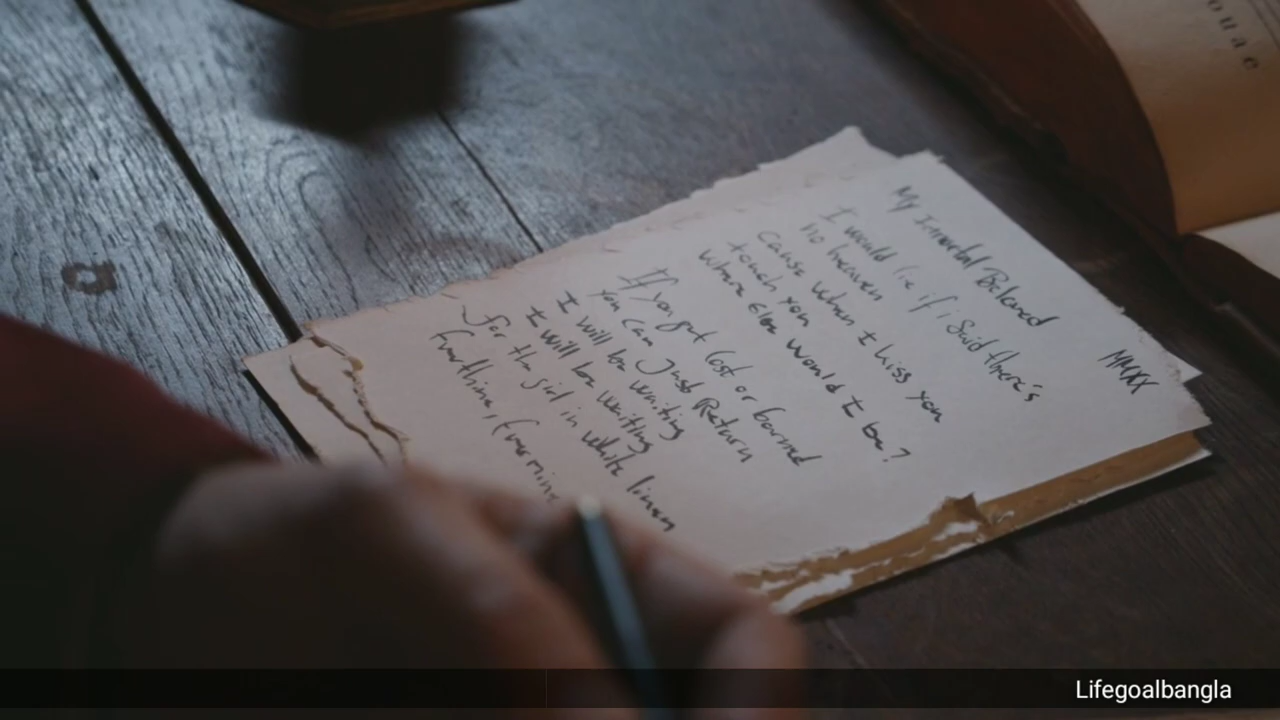 MMXX
My Immortal Beloved
I would lie if i Said there's
no heaven
cause when I kiss you
touch you
where else would I be?
If you get lost or burned
you can Just Return
I will be waiting
I will be waiting
for the girl in white linen
ouae
Lifegoalbangla